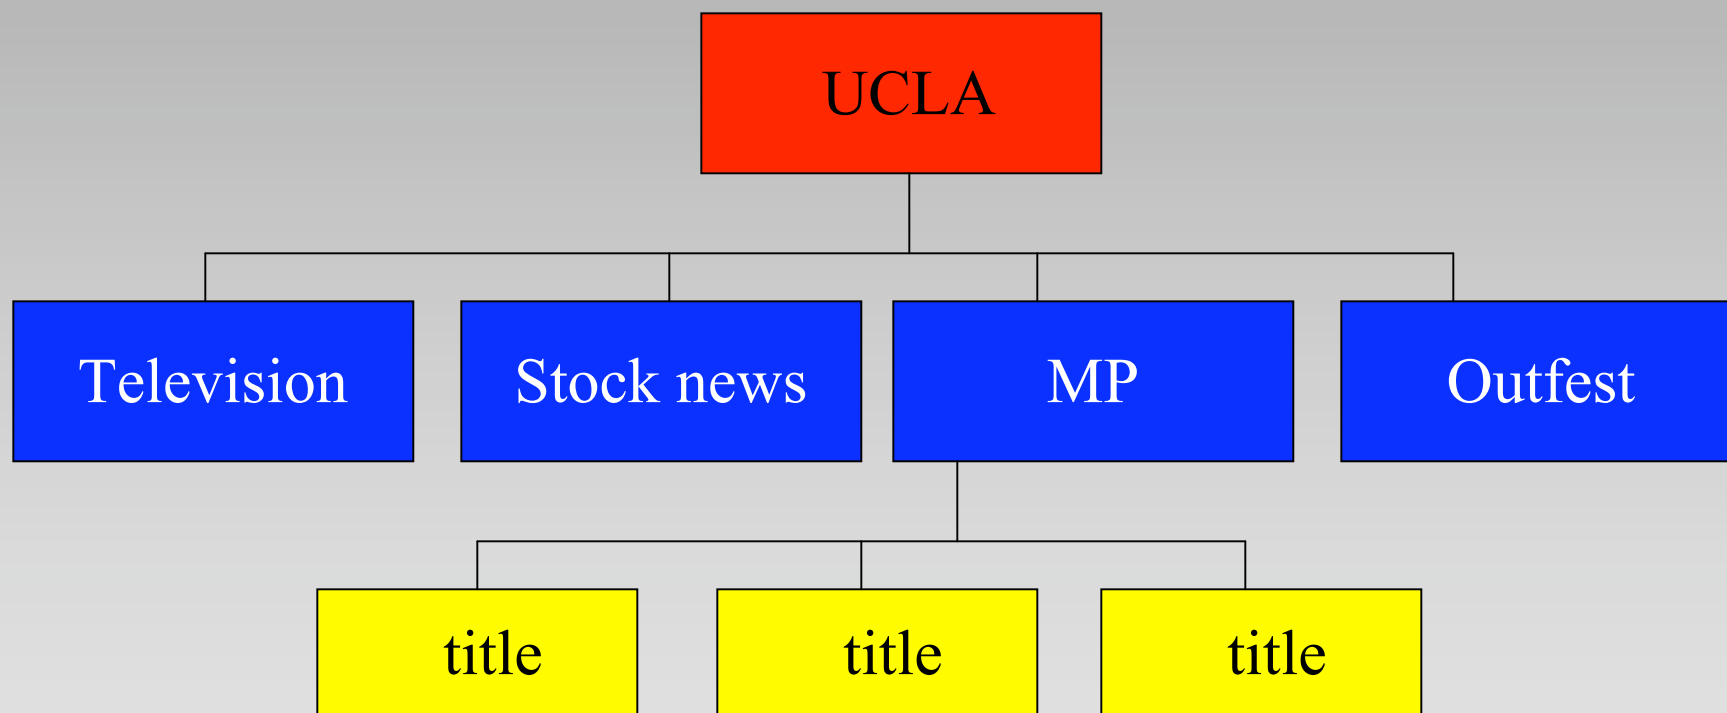 UCLA
Television
Stock news
MP
Outfest
title
title
title